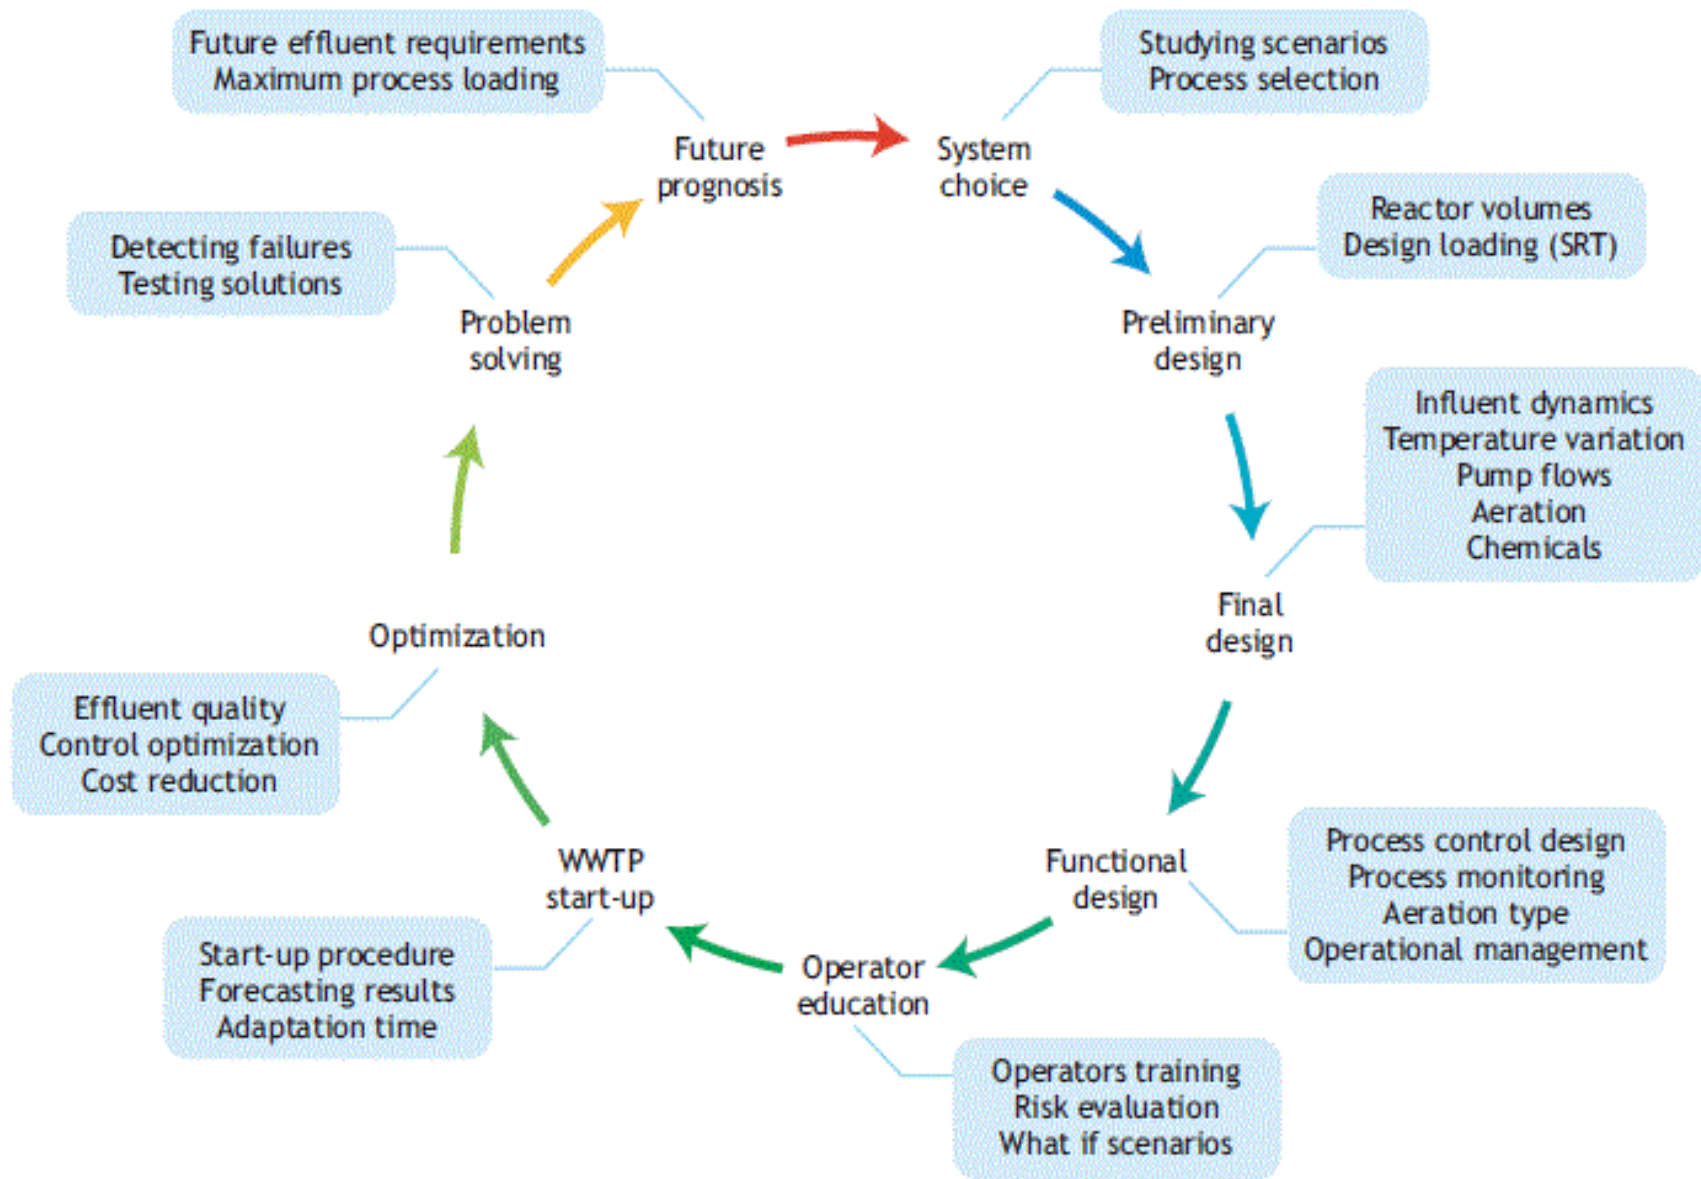 Future effluent requirements
Maximum process loading
Studying scenarios
Process selection
Future
prognosis
System
choice
Reactor volumes
Design loading (SRT)
Detecting failures
Testing solutions
Problem
solving
Preliminary
design
Influent dynamics
Temperature variation
Pump flows
Aeration
Chemicals
Final
design
Optimization
Effluent quality
Control optimization
Cost reduction
Process control design
Process monitoring
Aeration type
Operational management
Functional
design
WWTP
start-up
Start-up procedure
Forecasting results
Adaptation time
Operator
education
Operators training
Risk evaluation
What if scenarios